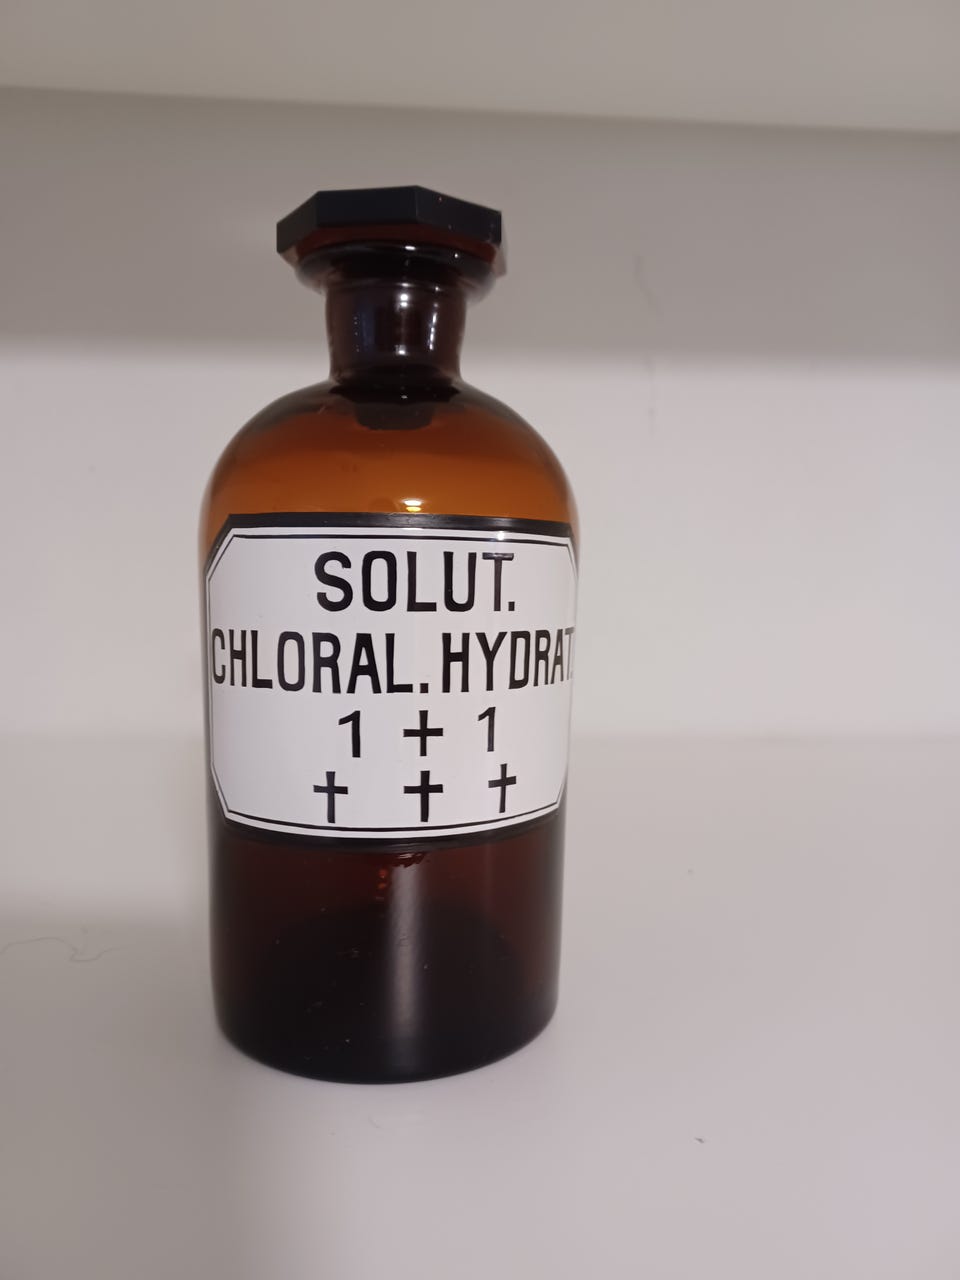 SOLUT.
CHLORAL. HYDRAT.
1 + 1
† † †